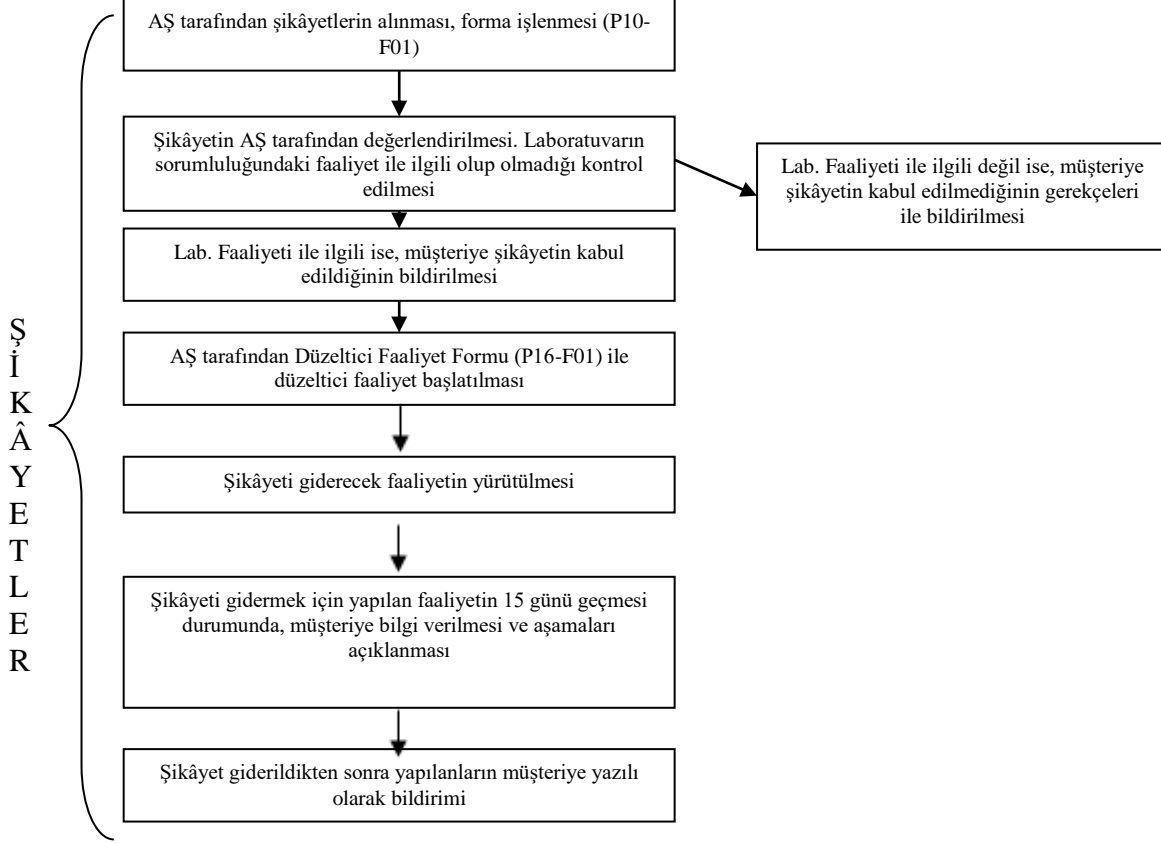 AŞ tarafından şikâyetlerin alınması, forma işlenmesi (P10-
F01)
Şikâyetin AŞ tarafından değerlendirilmesi. Laboratuvarın
sorumluluğundaki faaliyet ile ilgili olup olmadığı kontrol
edilmesi
Lab. Faaliyeti ile ilgili değil ise, müşteriye
şikâyetin kabul edilmediğinin gerekçeleri
ile bildirilmesi
Lab. Faaliyeti ile ilgili ise, müşteriye şikâyetin kabul
edildiğinin bildirilmesi
AŞ tarafından Düzeltici Faaliyet Formu (P16-F01) ile
düzeltici faaliyet başlatılması
Şikâyeti giderecek faaliyetin yürütülmesi
Şikâyeti gidermek için yapılan faaliyetin 15 günü geçmesi
durumunda, müşteriye bilgi verilmesi ve aşamaları
açıklanması
Şikâyet giderildikten sonra yapılanların müşteriye yazılı
olarak bildirimi
Ş
İ
K
Â
Y
E
T
L
E
R